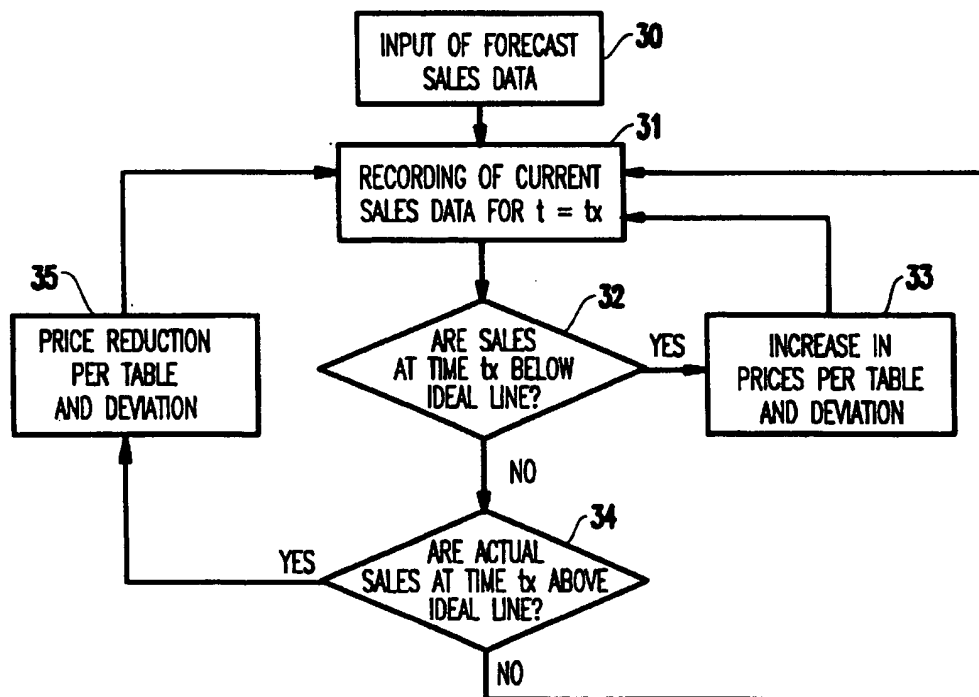 30
INPUT OF FORECAST
SALES DATA
31
RECORDING OF CURRENT
SALES DATA FOR t = tx
32
ARE SALES
AT TIME tx BELOW
IDEAL LINE?
YES
33
INCREASE IN
PRICES PER TABLE
AND DEVIATION
35
PRICE REDUCTION
PER TABLE
AND DEVIATION
NO
34
ARE ACTUAL
SALES AT TIME tx ABOVE
IDEAL LINE?
YES
NO